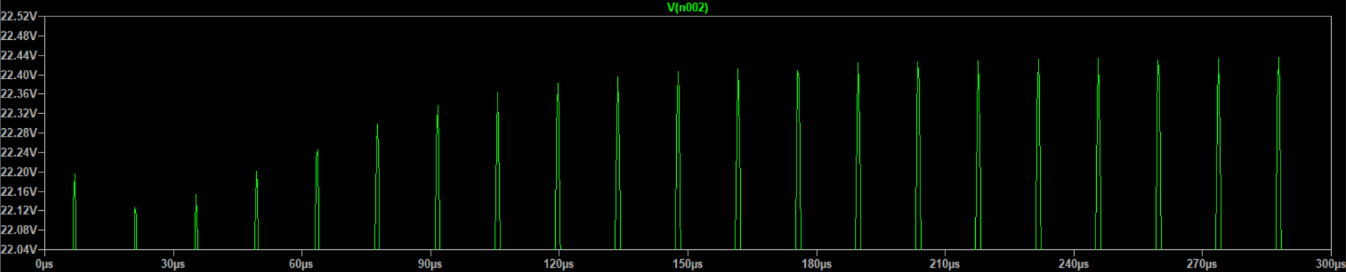 V(n002)
22.52V
22.48V
22.44V
22.40V
22.36V
22.32V
22.28V
22.24V
22.20V
22.16V
22.12V
22.08V
22.04V
0µs 30µs 60µs 90µs 120µs 150µs 180µs 210µs 240µs 270µs 300µs